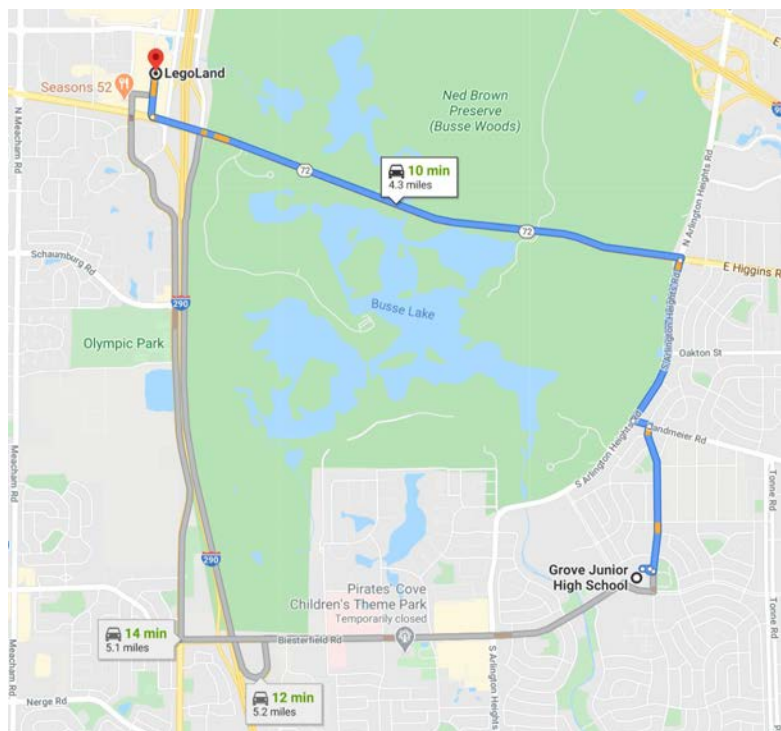 LegoLand
Seasons 52
N Meacham Rd
Ned Brown
Preserve
(Busse Woods)
N Arlington Heights Rd
10 min
4.3 miles
72
72
E Higgins R
Schaumburg Rd
290
Busse Lake
S Arlington Heights Rd
Olympic Park
Oakton St
Landmeier Rd
S Arlington Heights Rd
Meacham Rd
Tonne Rd
290
Grove Junior
High School
Pirates' Cove
Children's Theme Park
Temporarily closed
14 min
5.1 miles
Biesterfield Rd
S Arlington Heights
Tonne Rd
Meacham Rd
12 min
5.2 miles
Nerge Rd